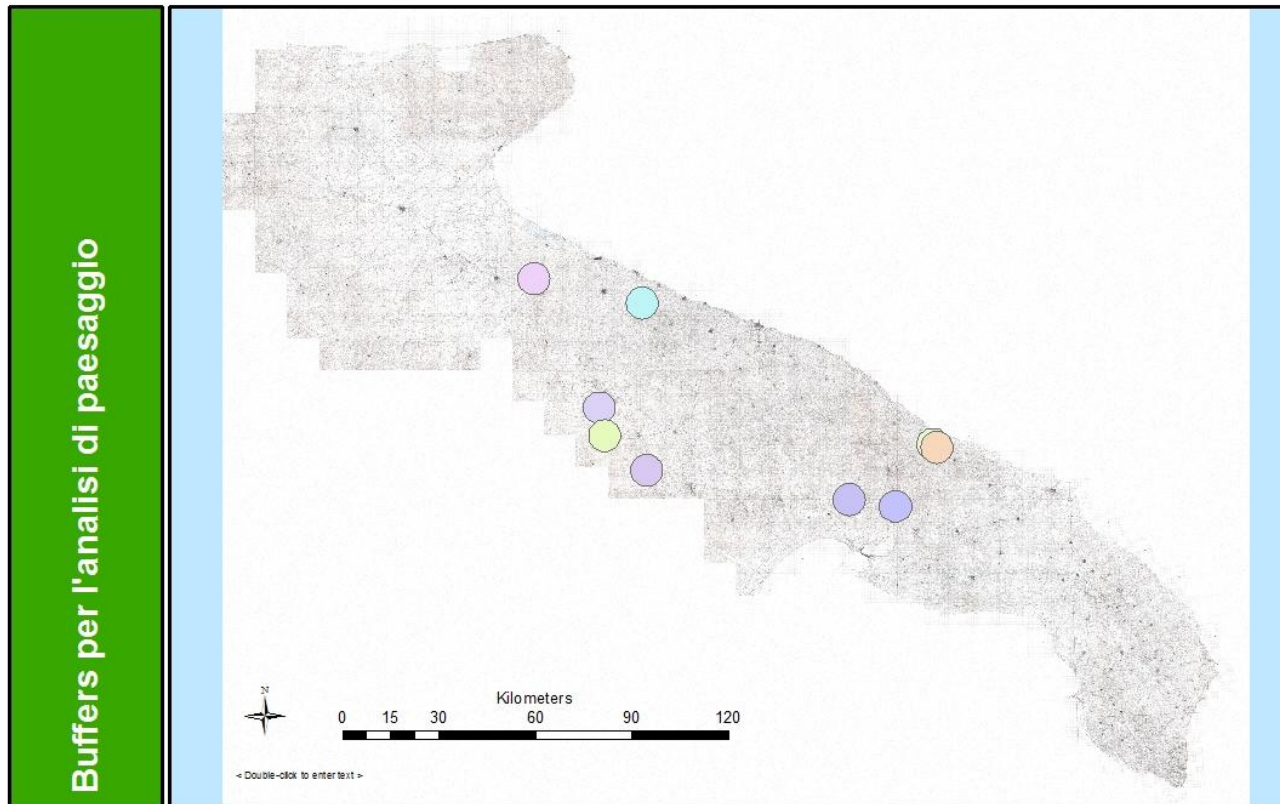 Buffers per l'analisi di paesaggio
N
Kilometers
0 15 30 60 90 120
< Double-click to enter text >